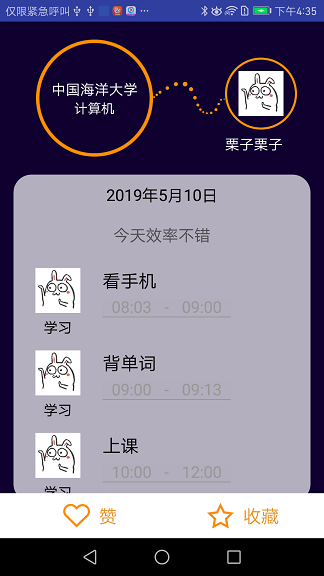 仅限紧急呼叫 下午4:35
中国海洋大学
计算机
栗子栗子
2019年5月10日
今天效率不错
看手机
08:03 - 09:00
学习
背单词
09:00 - 09:13
学习
上课
10:00 - 12:00
学习
赞 收藏